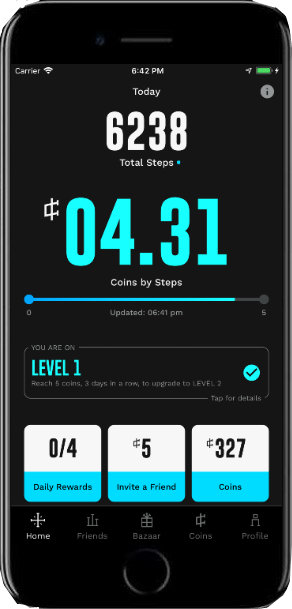 Carrier 6:42 PM
Today
6238
Total Steps
₵04.31
Coins by Steps
0 Updated: 06:41 pm 5
YOU ARE ON
LEVEL 1
Reach 5 coins, 3 days in a row, to upgrade to LEVEL 2
Tap for details
0/4 ₵5 ₵327
Daily Rewards Invite a Friend Coins
Home Friends Bazaar Coins Profile